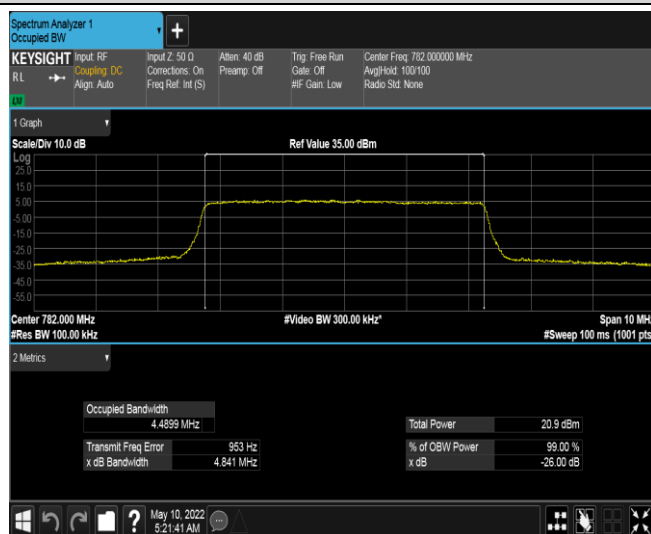 Spectrum Analyzer 1
Occupied BW
+
KEYSIGHT Input: RF Input Z: 50 Ω Atten: 40 dB Trig: Free Run Center Freq: 782.000000 MHz
RL Coupling: DC Corrections: On Preamp: Off Gate: Off Avg|Hold: 100/100
Align: Auto Freq Ref: Int (S) #IF Gain: Low Radio Std: None
LXI
1 Graph
Scale/Div 10.0 dB Ref Value 35.00 dBm
Log
25.0
15.0
5.00
-5.00
-15.0
-25.0
-35.0
-45.0
-55.0
Center 782.000 MHz #Video BW 300.00 kHz* Span 10 MH
#Res BW 100.00 kHz #Sweep 100 ms (1001 pts
2 Metrics
Occupied Bandwidth
4.4899 MHz Total Power 20.9 dBm
Transmit Freq Error 953 Hz % of OBW Power 99.00 %
x dB Bandwidth 4.841 MHz x dB -26.00 dB
? May 10, 2022
5:21:41 AM